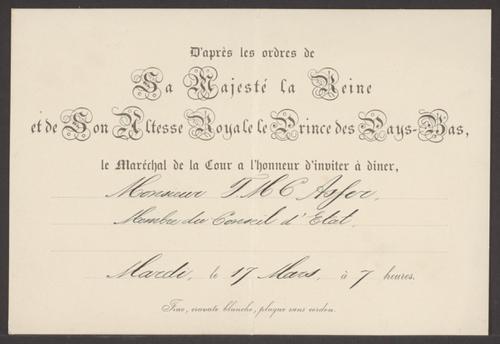 D'après les ordres de
Sa Majesté la Reine
et de Son Altesse Royale le Prince des Pays-Bas,
le Maréchal de la Cour a l'honneur d'inviter à dîner,
Monsieur T M C Asser.
Membre du Conseil d'Etat.
Mardi, le 17 Mars, à 7 heures.
Frac, cravate blanche, plaque sans cordon.